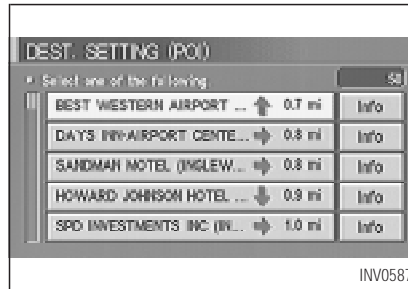 DEST. SETTING (POI)
Select one of the following.
BEST WESTERN AIRPORT ... 0.7 mi Info
DAYS INN-AIRPORT CENTE... 0.8 mi Info
SANDMAN MOTEL (INGLEW... 0.8 mi Info
HOWARD JOHNSON HOTEL ... 0.9 mi Info
SPD INVESTMENTS INC (IN... 1.0 mi Info
INV0587